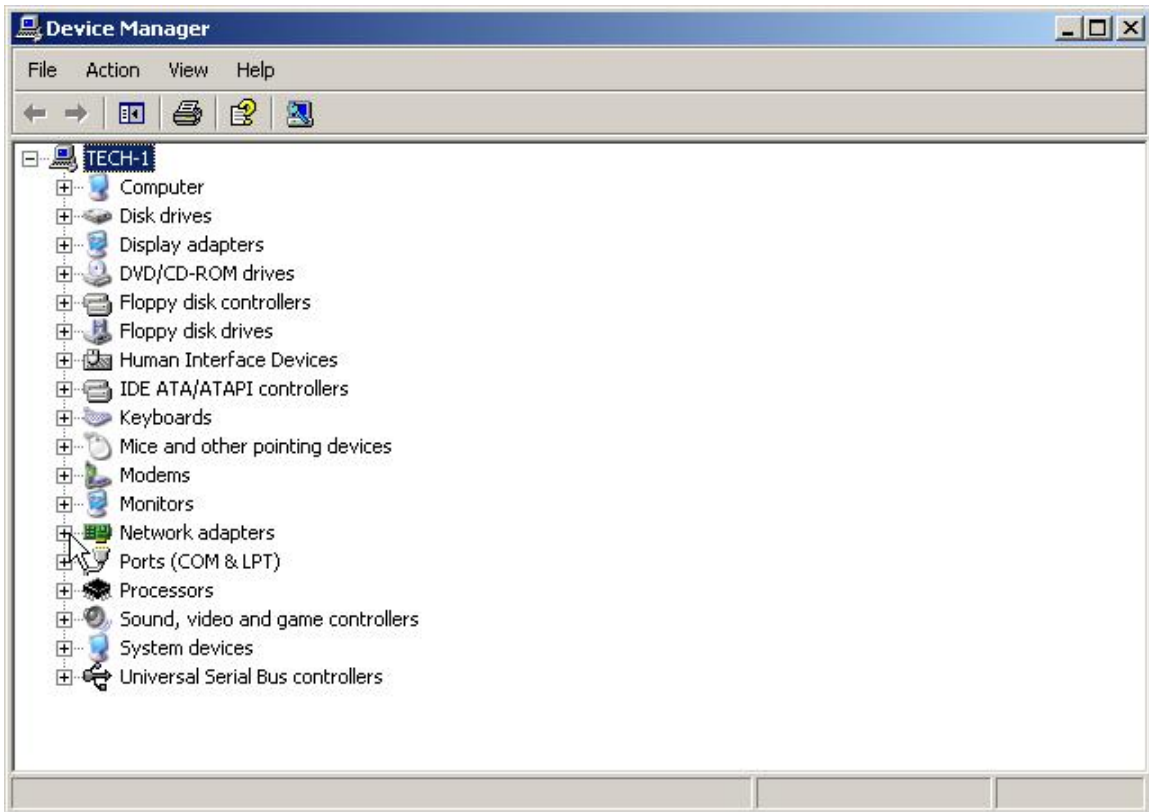 Device Manager
File Action View Help
TECH-1
Computer
Disk drives
Display adapters
DVD/CD-ROM drives
Floppy disk controllers
Floppy disk drives
Human Interface Devices
IDE ATA/ATAPI controllers
Keyboards
Mice and other pointing devices
Modems
Monitors
Network adapters
Ports (COM & LPT)
Processors
Sound, video and game controllers
System devices
Universal Serial Bus controllers